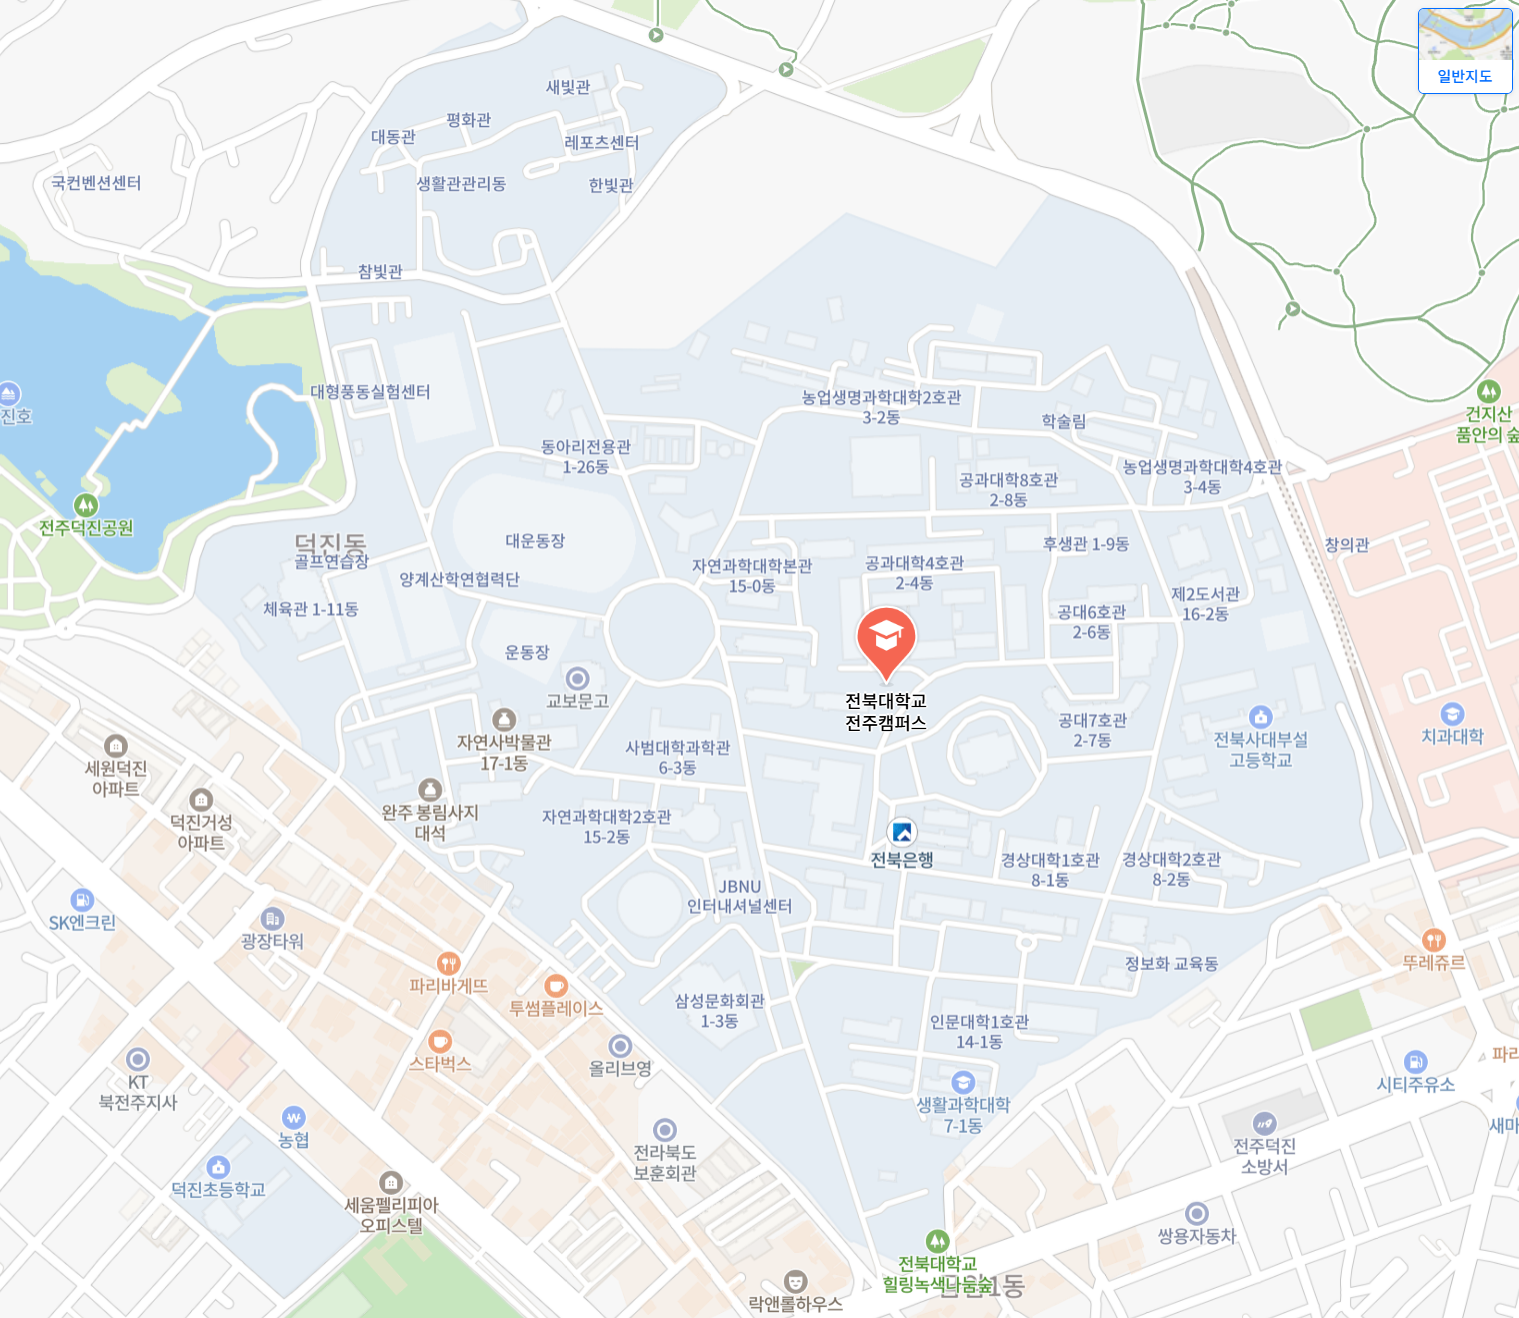 일반지도
새빛관
평화관
대동관
레포츠센터
국컨벤션센터
생활관관리동
한빛관
참빛관
대형풍동실험센터
진호
농업생명과학대학2호관
3-2동
학술림
건지산
품안의 숲
동아리전용관
1-26동
공과대학8호관
2-8동
농업생명과학대학4호관
3-4동
전주덕진공원
덕진동
골프연습장
대운동장
후생관 1-9동
창의관
양계산학연협력단
자연과학대학본관
15-0동
공과대학4호관
2-4동
체육관 1-11동
공대6호관
2-6동
제2도서관
16-2동
운동장
교보문고
전북대학교
전주캠퍼스
자연사박물관
17-1동
사범대학과학관
6-3동
공대7호관
2-7동
전북사대부설
고등학교
치과대학
세원덕진
아파트
덕진거성
아파트
완주 봉림사지
대석
자연과학대학2호관
15-2동
전북은행
경상대학1호관
8-1동
경상대학2호관
8-2동
JBNU
인터내셔널센터
SK엔크린
광장타워
파리바게뜨
투썸플레이스
뚜레쥬르
정보화 교육동
삼성문화회관
1-3동
인문대학1호관
14-1동
스타벅스
올리브영
파리
시티주유소
KT
북전주지사
농협
생활과학대학
7-1동
새마
전라북도
보훈회관
전주덕진
소방서
덕진초등학교
세움펠리피아
오피스텔
쌍용자동차
전북대학교
힐링녹색나눔숲
1동
락앤롤하우스